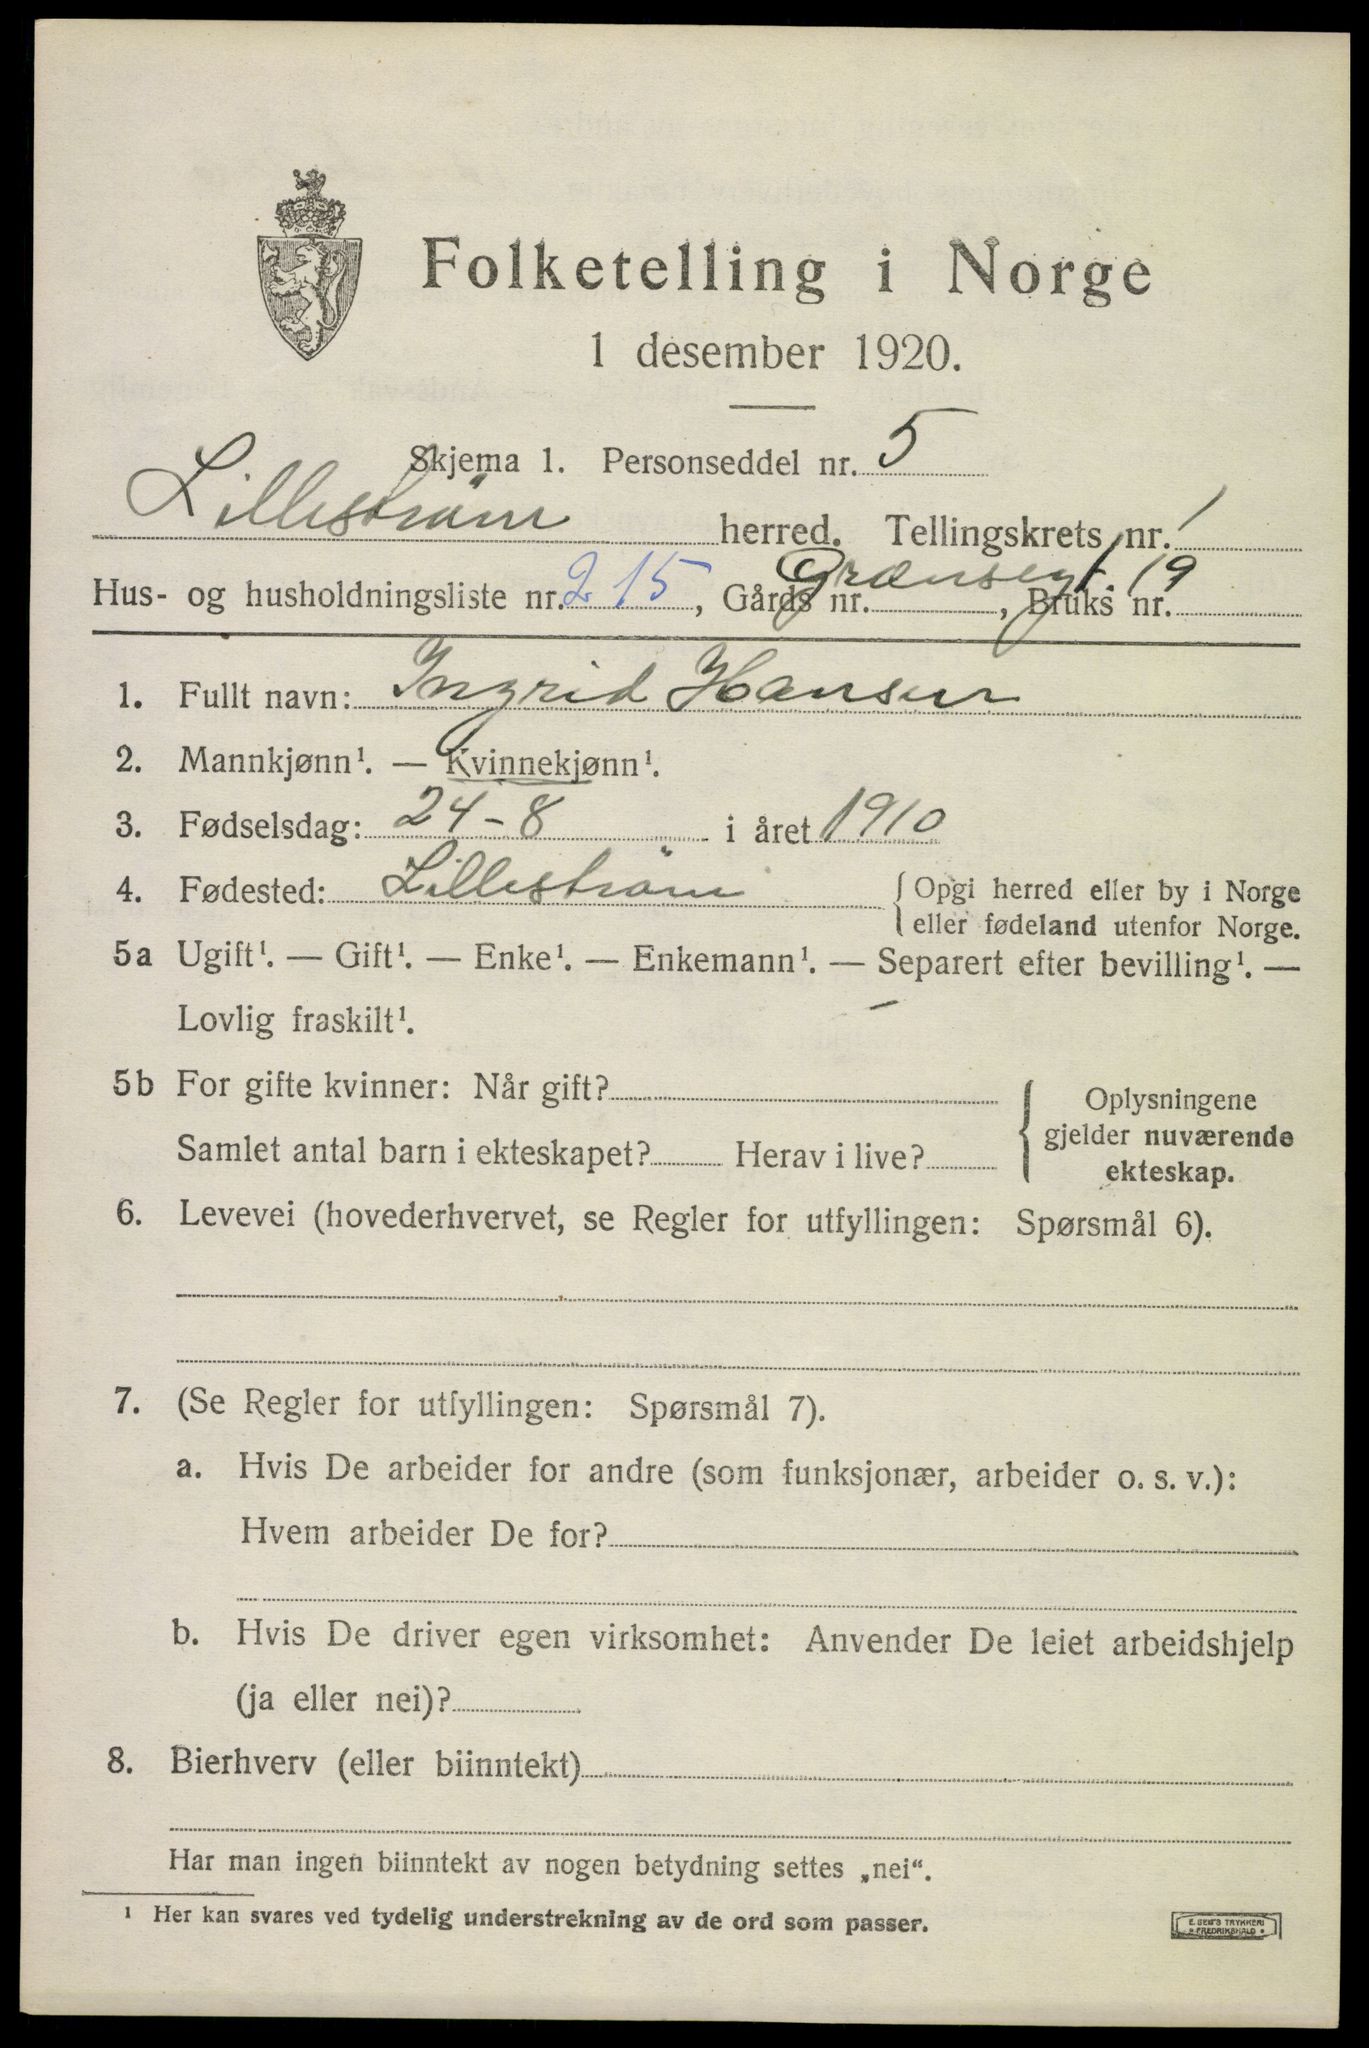 Folketelling i Norge
1 desember 1920.
Skjema 1. Personseddel nr. 5
Lillestrøm herred. Tellingskrets nr. 1
Hus- og husholdningsliste nr. 215, Gårds nr. , Bruks nr.
Grænsegt. 19
1. Fullt navn: Ingrid Hansen
2. Mannkjønn¹. — Kvinnekjønn¹.
3. Fødselsdag: 24-8 i året 1910
4. Fødested: Lillestrøm { Opgi herred eller by i Norge
eller fødeland utenfor Norge.
5a Ugift¹. — Gift¹. — Enke¹. — Enkemann¹. — Separert efter bevilling¹. —
Lovlig fraskilt¹.
5b For gifte kvinner: Når gift?
Samlet antal barn i ekteskapet? Herav i live?
Oplysningene
gjelder nuværende
ekteskap.
6. Levevei (hovederhvervet, se Regler for utfyllingen: Spørsmål 6).
7. (Se Regler for utfyllingen: Spørsmål 7).
a. Hvis De arbeider for andre (som funksjonær, arbeider o. s. v.):
Hvem arbeider De for?
b. Hvis De driver egen virksomhet: Anvender De leiet arbeidshjelp
(ja eller nei)?
8. Bierhverv (eller biinntekt)
Har man ingen biinntekt av nogen betydning settes „nei“.
¹ Her kan svares ved tydelig understrekning av de ord som passer.
E. SEM'S TRYKKERI
FREDRIKSHALD